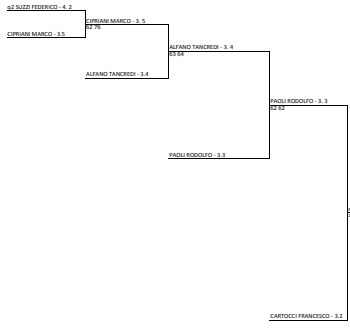 q2 SUZZI FEDERICO - 4. 2
CIPRIANI MARCO - 3.5
CIPRIANI MARCO - 3. 5
62 76
ALFANO TANCREDI - 3.4
ALFANO TANCREDI - 3. 4
63 64
PAOLI RODOLFO - 3.3
PAOLI RODOLFO - 3. 3
62 62
CARTOCCI FRANCESCO - 3.2